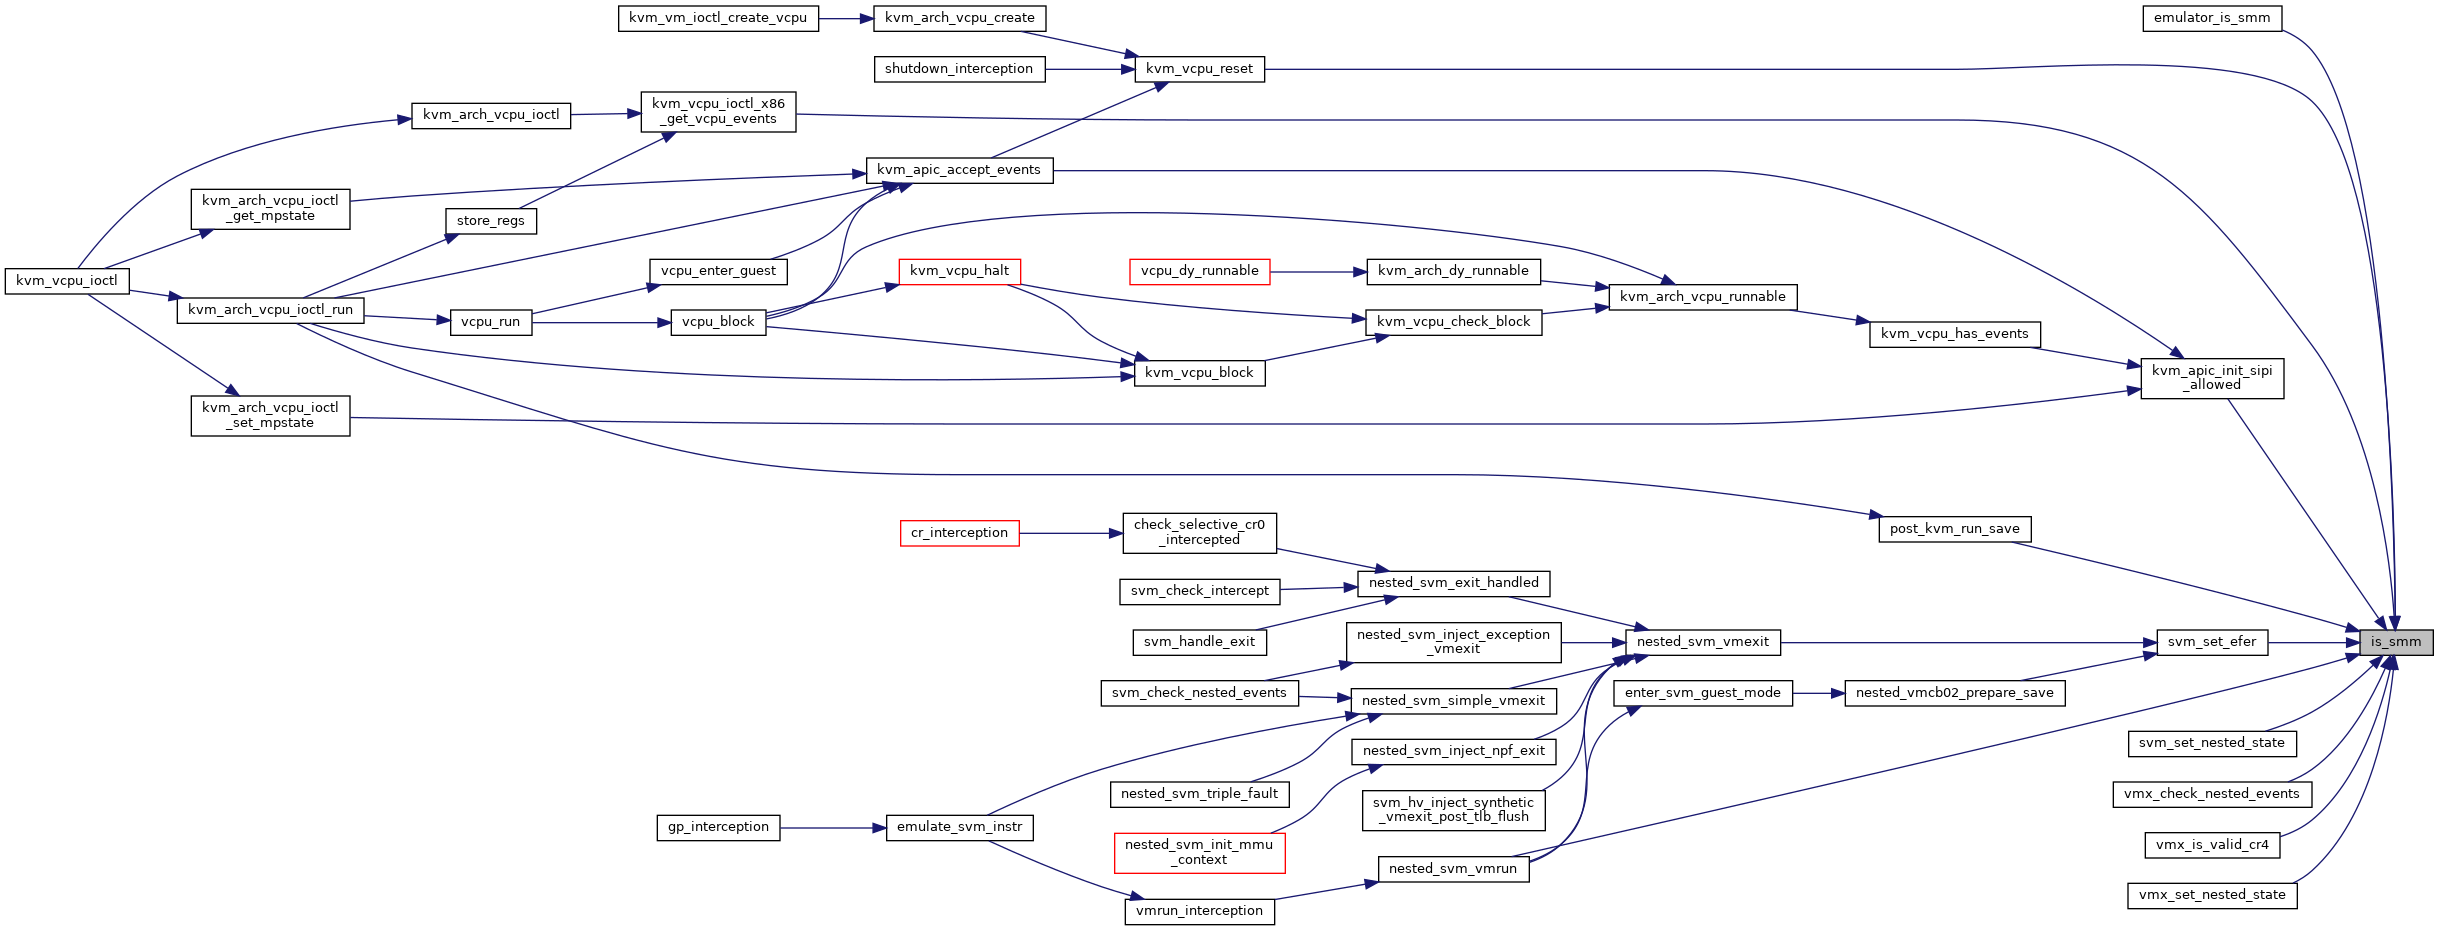 kvm_vm_ioctl_create_vcpu
kvm_arch_vcpu_create
emulator_is_smm
shutdown_interception
kvm_vcpu_reset
kvm_arch_vcpu_ioctl
kvm_vcpu_ioctl_x86
_get_vcpu_events
kvm_apic_accept_events
kvm_arch_vcpu_ioctl
_get_mpstate
store_regs
kvm_vcpu_ioctl
vcpu_enter_guest
kvm_vcpu_halt
vcpu_dy_runnable
kvm_arch_dy_runnable
kvm_arch_vcpu_runnable
kvm_arch_vcpu_ioctl_run
vcpu_run
vcpu_block
kvm_vcpu_check_block
kvm_vcpu_has_events
kvm_vcpu_block
kvm_apic_init_sipi
_allowed
kvm_arch_vcpu_ioctl
_set_mpstate
post_kvm_run_save
cr_interception
check_selective_cr0
_intercepted
nested_svm_exit_handled
svm_check_intercept
svm_handle_exit
nested_svm_inject_exception
_vmexit
nested_svm_vmexit
svm_set_efer
is_smm
svm_check_nested_events
nested_svm_simple_vmexit
enter_svm_guest_mode
nested_vmcb02_prepare_save
nested_svm_inject_npf_exit
svm_set_nested_state
nested_svm_triple_fault
svm_hv_inject_synthetic
_vmexit_post_tlb_flush
vmx_check_nested_events
gp_interception
emulate_svm_instr
nested_svm_init_mmu
_context
vmx_is_valid_cr4
nested_svm_vmrun
vmx_set_nested_state
vmrun_interception